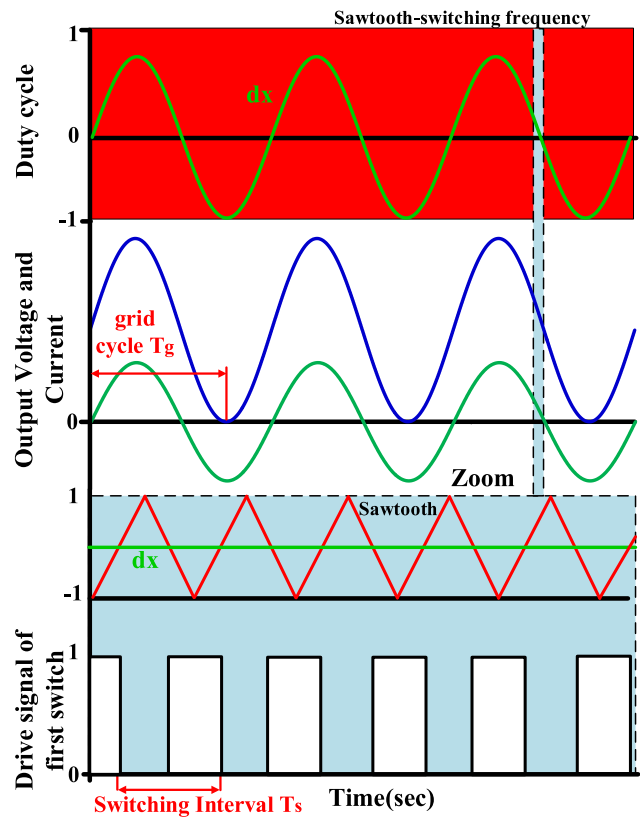 Sawtooth-switching frequency
1
Duty cycle
dx
0
-1
Output Voltage and
Current
grid
cycle Tg
0
Zoom
1
Sawtooth
dx
-1
Drive signal of
first switch
1
0
Switching Interval Ts
Time(sec)